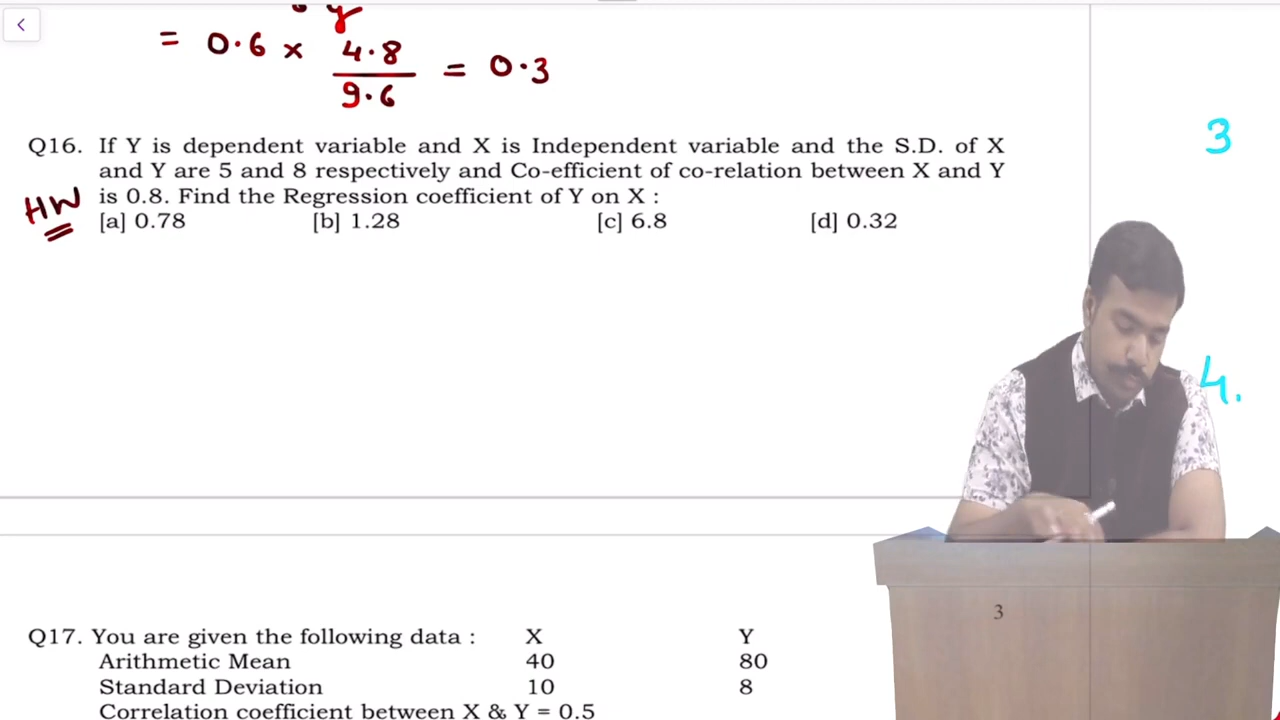 = 0.6 × 4.8 / 9.6 = 0.3
Q16. If Y is dependent variable and X is Independent variable and the S.D. of X
and Y are 5 and 8 respectively and Co-efficient of co-relation between X and Y
is 0.8. Find the Regression coefficient of Y on X :
HW
[a] 0.78 [b] 1.28 [c] 6.8 [d] 0.32
3
4.
3
Q17. You are given the following data : X Y
Arithmetic Mean 40 80
Standard Deviation 10 8
Correlation coefficient between X & Y = 0.5